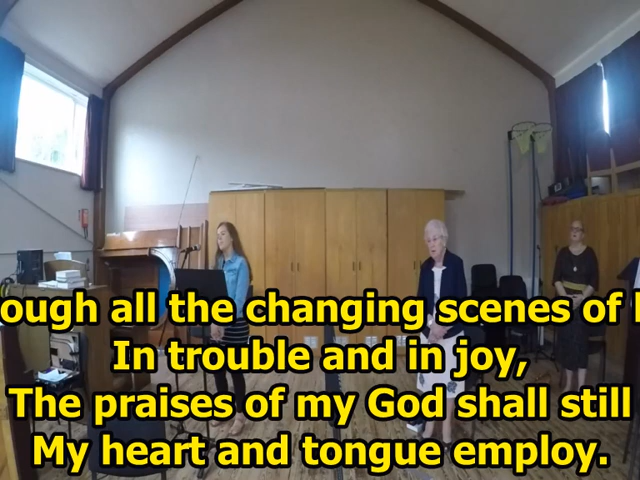 ough all the changing scenes of
In trouble and in joy,
The praises of my God shall still
My heart and tongue employ.